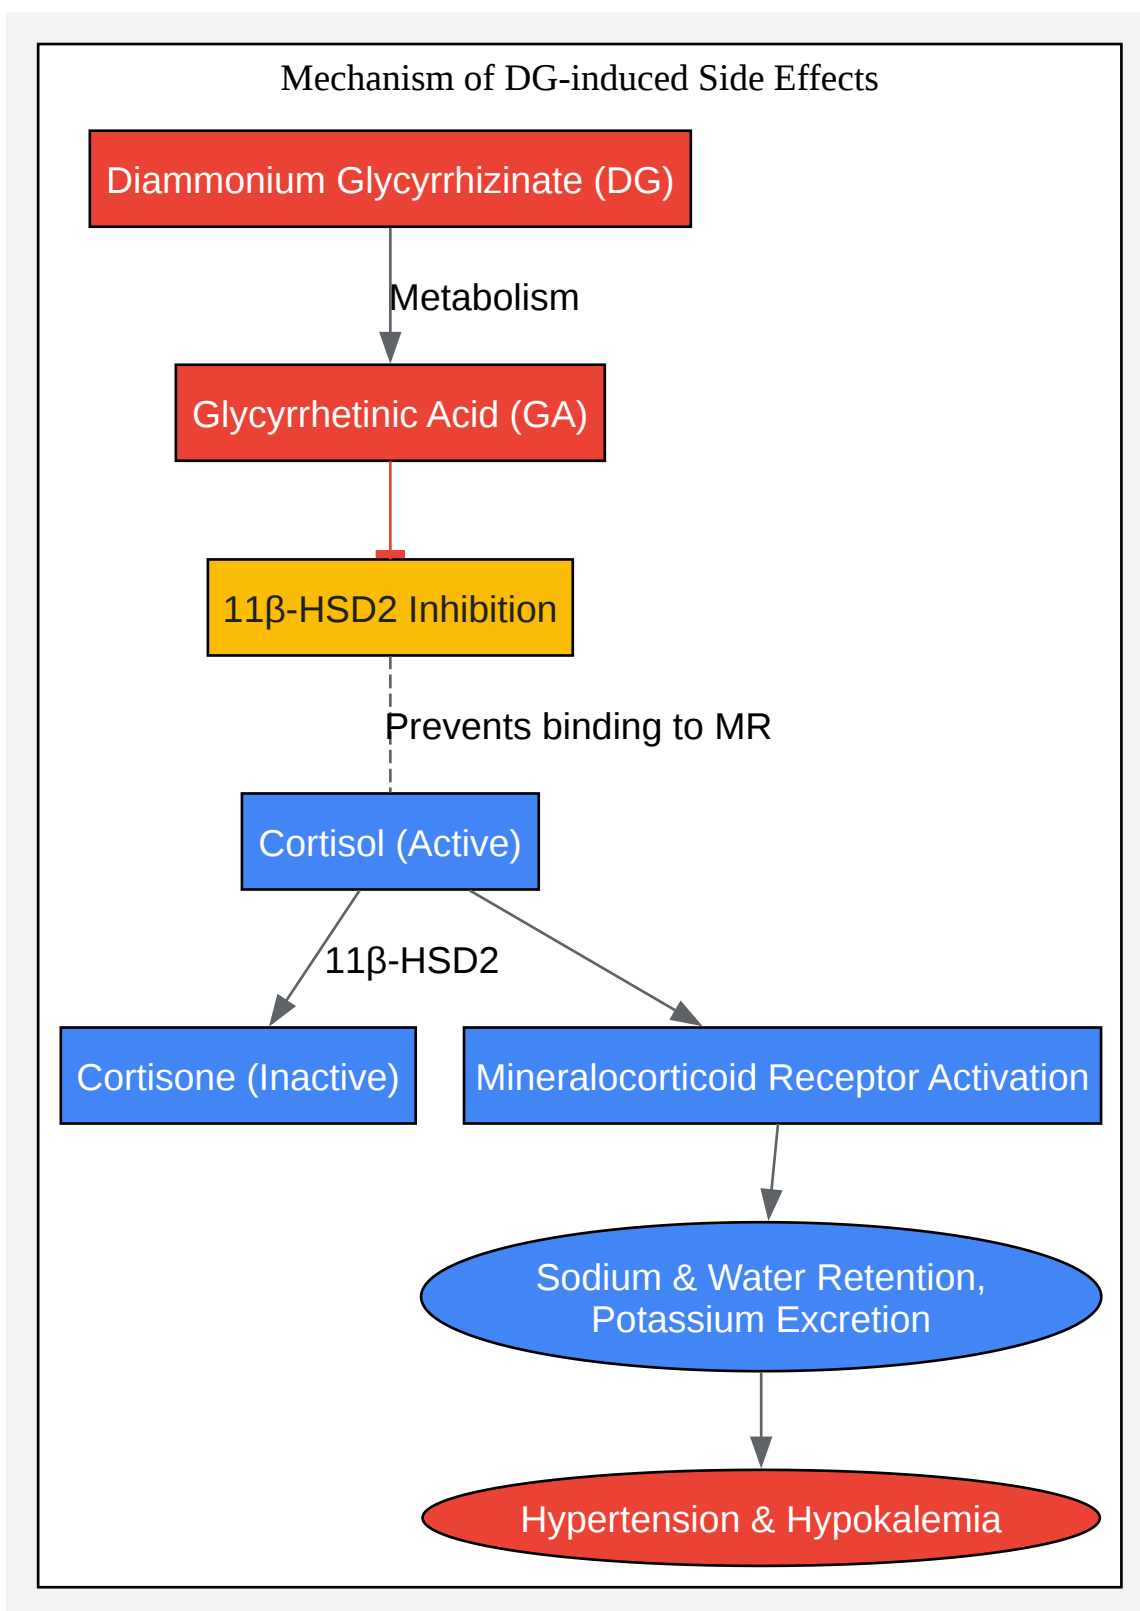 Mechanism of DG-induced Side Effects
Diammonium Glycyrrhizinate (DG)
Metabolism
Glycyrrhetinic Acid (GA)
11β-HSD2 Inhibition
Prevents binding to MR
Cortisol (Active)
11β-HSD2
Cortisone (Inactive)
Mineralocorticoid Receptor Activation
Sodium & Water Retention,
Potassium Excretion
Hypertension & Hypokalemia